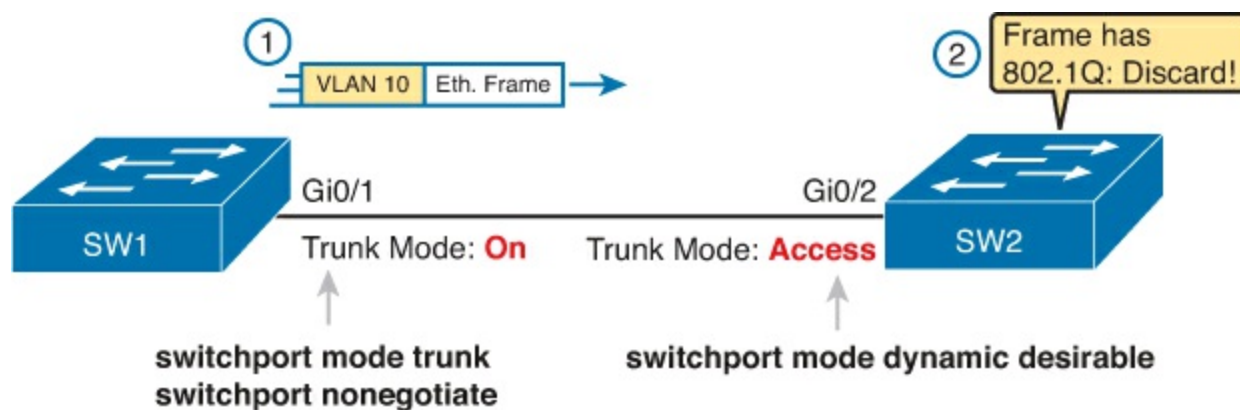 1
VLAN 10 Eth. Frame
2
Frame has
802.1Q: Discard!
Gi0/1
Gi0/2
SW1
SW2
Trunk Mode: On
Trunk Mode: Access
switchport mode trunk
switchport nonegotiate
switchport mode dynamic desirable